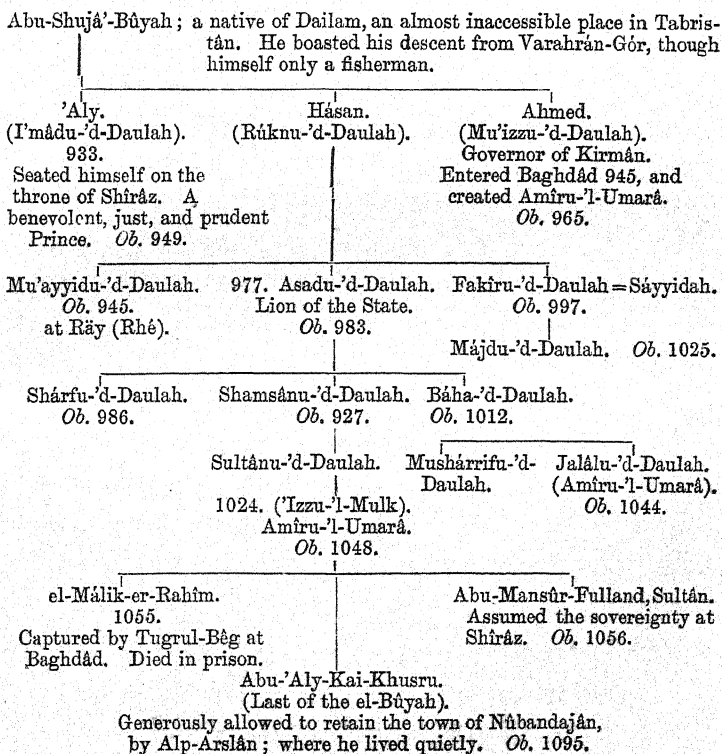 Abu-Shujâ'-Bûyah; a native of Dailam, an almost inaccessible place in Tabris-
tân. He boasted his descent from Varahrán-Gór, though
himself only a fisherman.
'Aly.
(I'mâdu-'d-Daulah).
933.
Seated himself on the
throne of Shîrâz. A
benevolent, just, and prudent
Prince. Ob. 949.
Hásan.
(Rúknu-'d-Daulah).
Ahmed.
(Mu'izzu-'d-Daulah).
Governor of Kirmân.
Entered Baghdâd 945, and
created Amîru-'l-Umarâ.
Ob. 965.
Mu'ayyidu-'d-Daulah.
Ob. 945.
at Räy (Rhé).
977. Asadu-'d-Daulah.
Lion of the State.
Ob. 983.
Fakîru-'d-Daulah=Sáyyidah.
Ob. 997.
Májdu-'d-Daulah. Ob. 1025.
Shárfu-'d-Daulah.
Ob. 986.
Shamsânu-'d-Daulah.
Ob. 927.
Báha-'d-Daulah.
Ob. 1012.
Sultânu-'d-Daulah.
1024. ('Izzu-'l-Mulk).
Amîru-'l-Umarâ.
Ob. 1048.
Mushárrifu-'d-
Daulah.
Jalâlu-'d-Daulah.
(Amîru-'l-Umarâ).
Ob. 1044.
el-Málik-er-Rahîm.
1055.
Captured by Tugrul-Bêg at
Baghdâd. Died in prison.
Abu-Mansûr-Fulland, Sultân.
Assumed the sovereignty at
Shîrâz. Ob. 1056.
Abu-'Aly-Kai-Khusru.
(Last of the el-Bûyah).
Generously allowed to retain the town of Nûbandaján,
by Alp-Arslân; where he lived quietly. Ob. 1095.